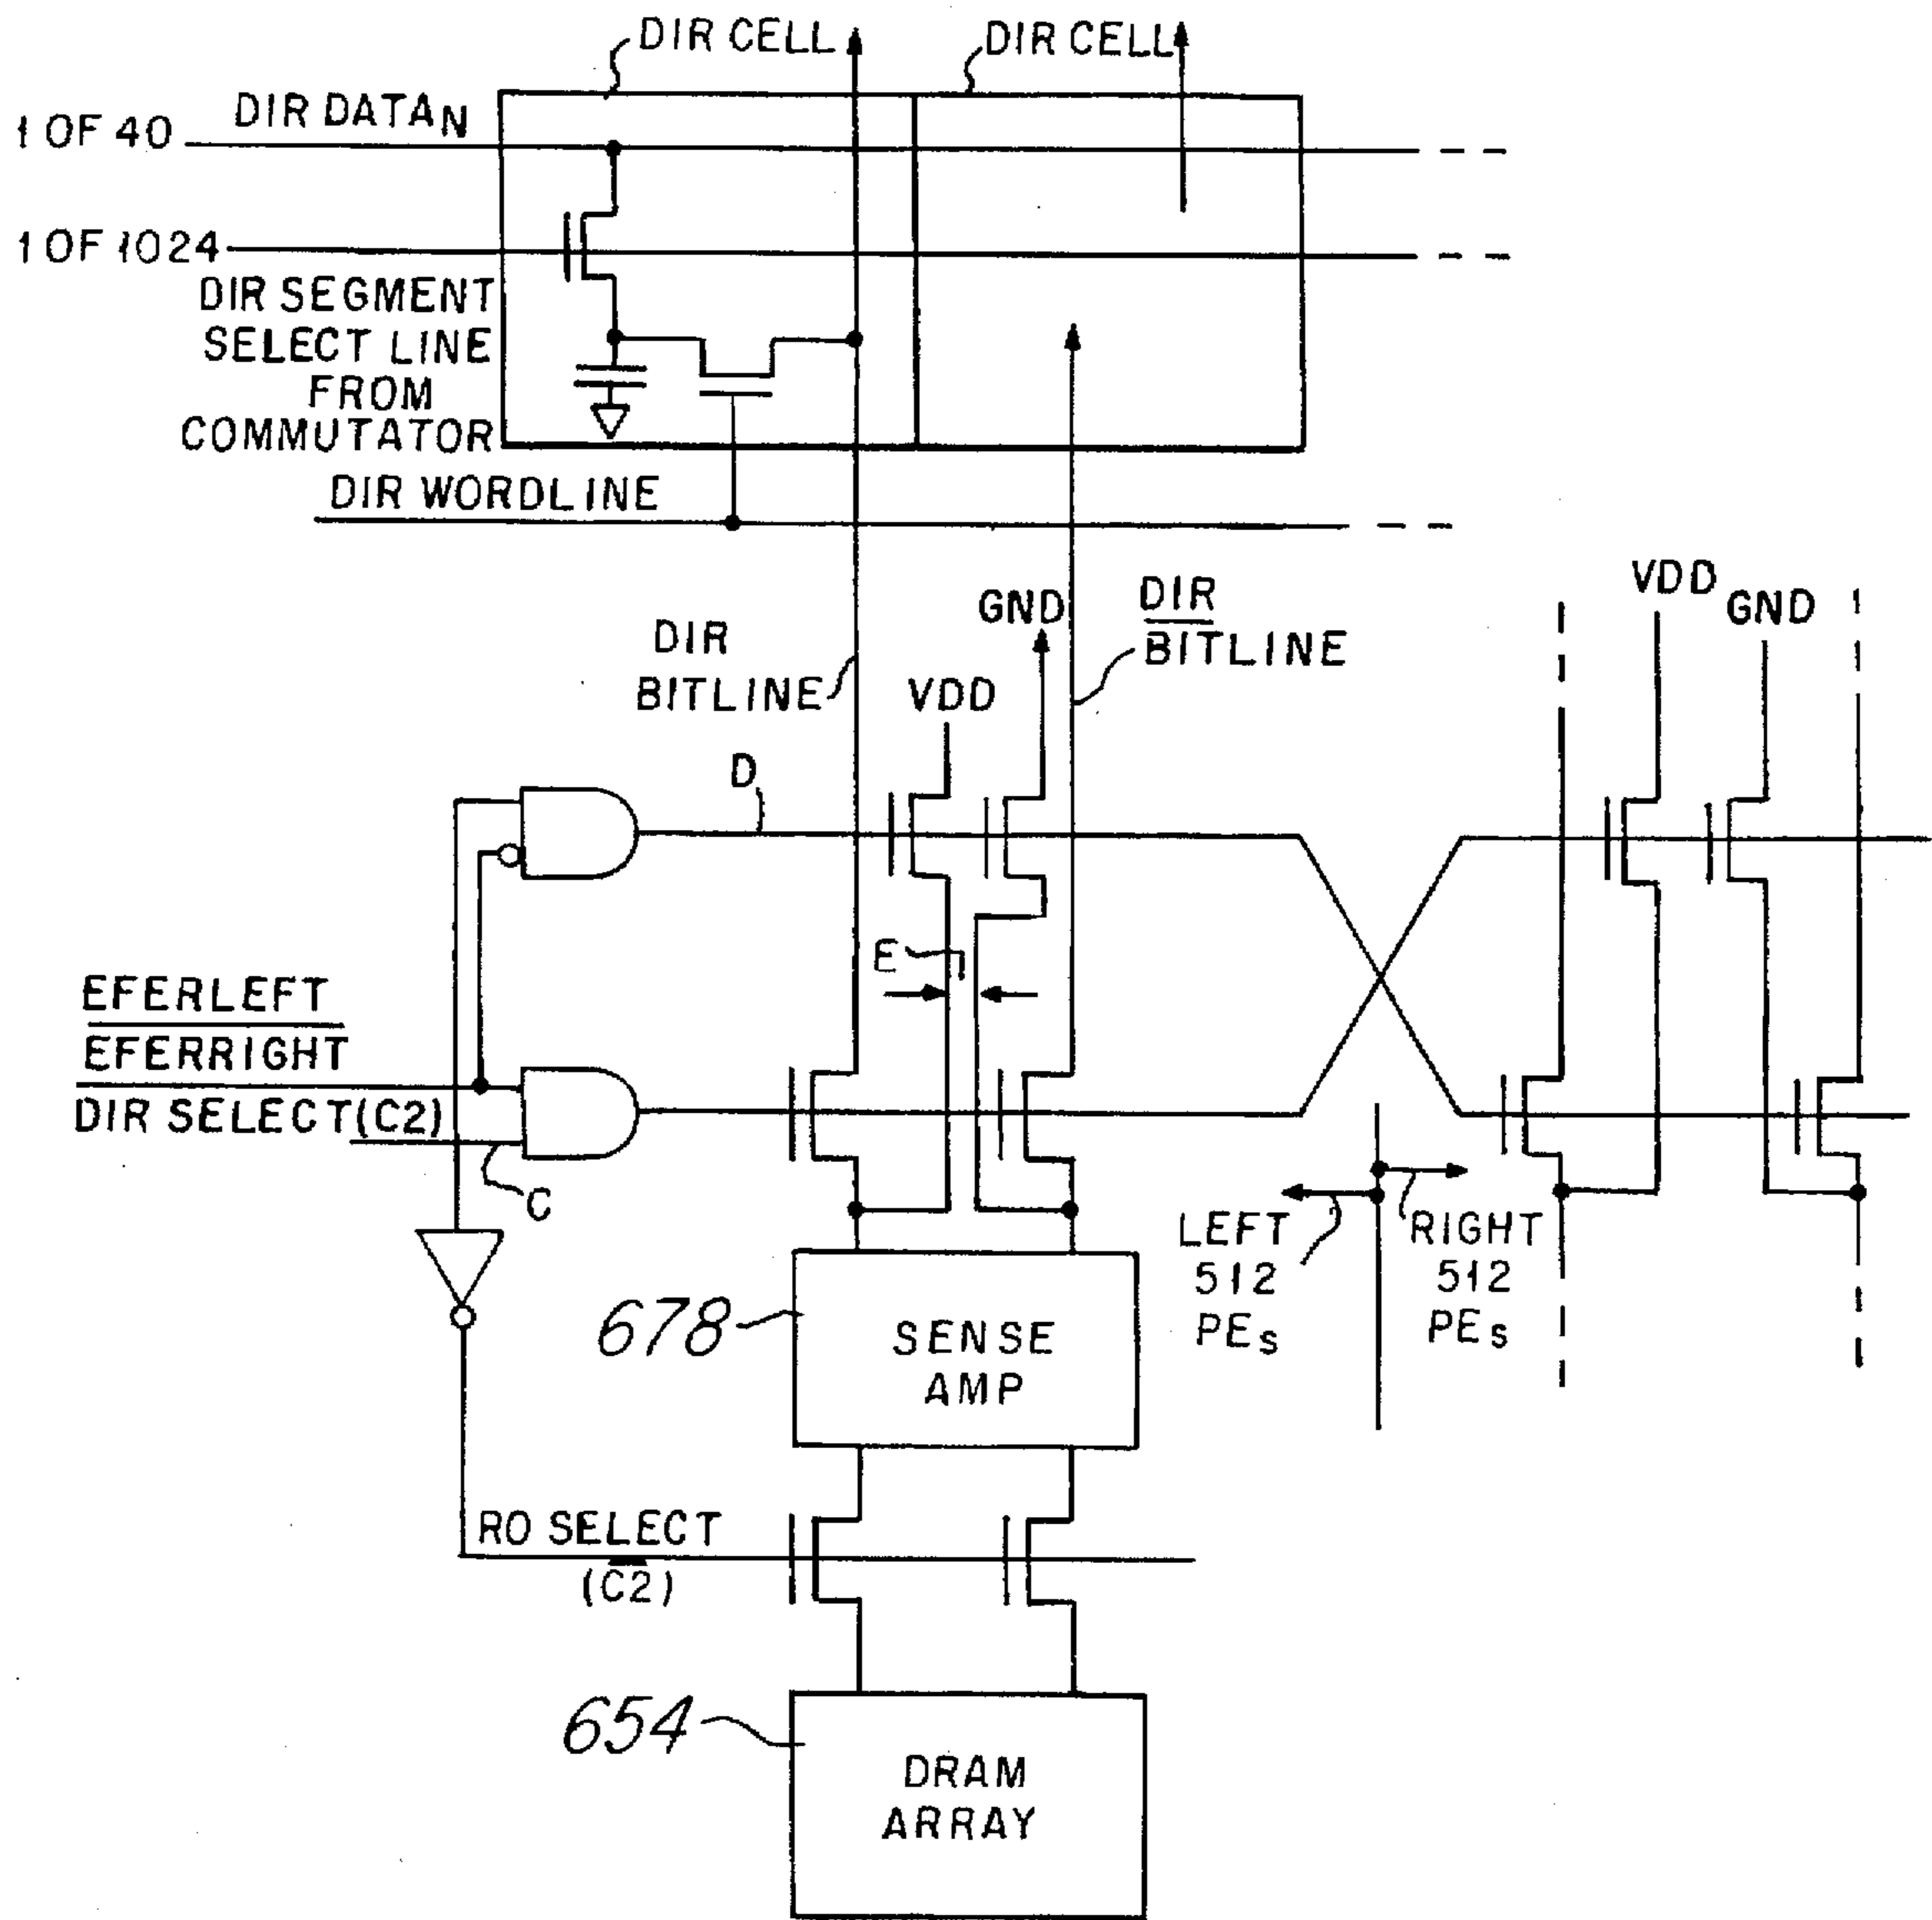 DIR CELL
DIR CELL
DIR DATAN
1 OF 40
1 OF 1024
DIR SEGMENT
SELECT LINE
FROM
COMMUTATOR
DIR WORDLINE
DIR
BITLINE
VDD
GND
DIR
BITLINE
VDD
GND
D
E
EFERLEFT
EFERRIGHT
DIR SELECT(C2)
C
LEFT
512
PEs
RIGHT
512
PEs
678
SENSE
AMP
RO SELECT
(C2)
654
DRAM
ARRAY